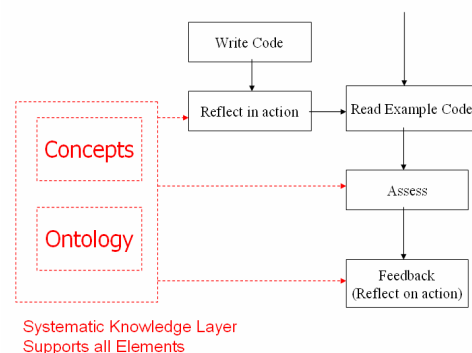 Write Code
Reflect in action
Read Example Code
Concepts
Assess
Ontology
Feedback
(Reflect on action)
Systematic Knowledge Layer
Supports all Elements